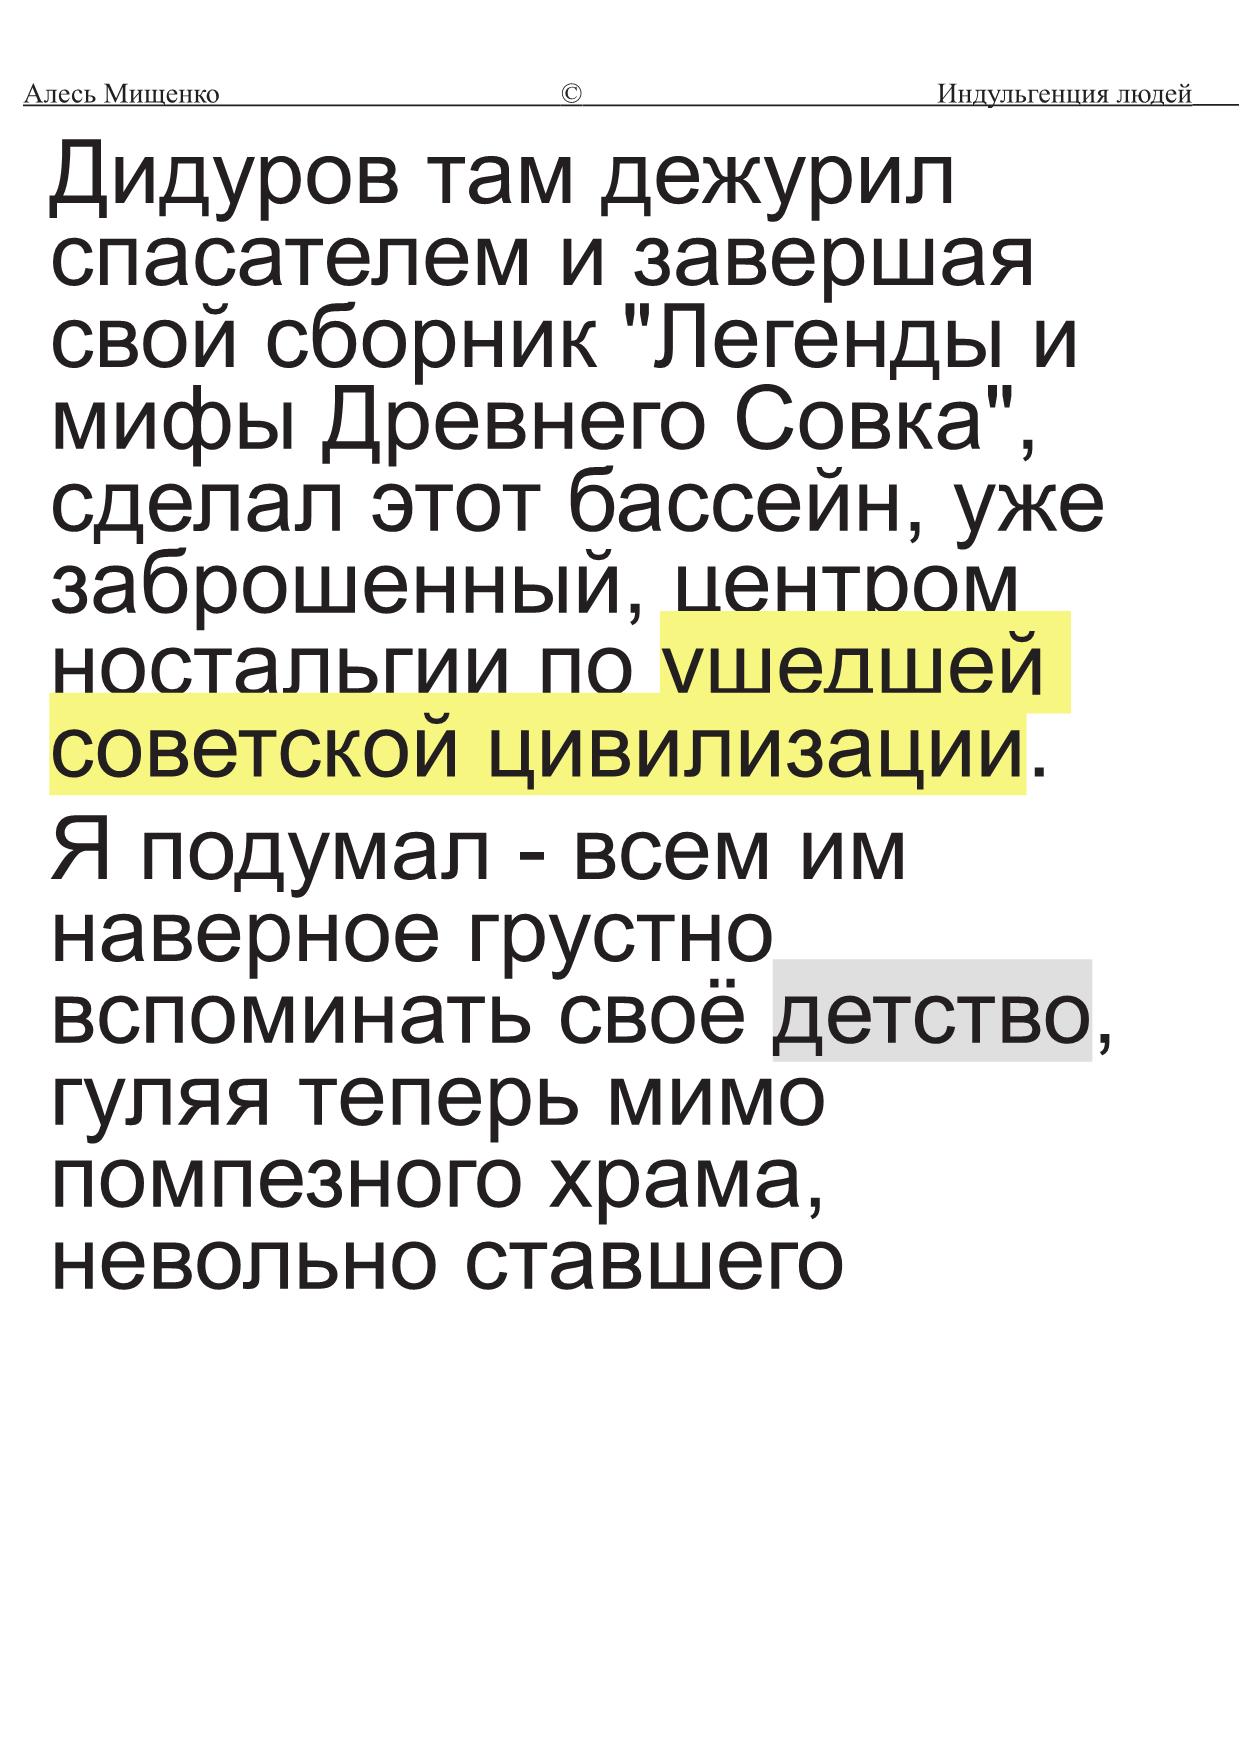 Алесь Мищенко © Индульгенция людей
Дидуров там дежурил
спасателем и завершая
свой сборник "Легенды и
мифы Древнего Совка",
сделал этот бассейн, уже
заброшенный, центром
ностальгии по ушедшей
советской цивилизации.
Я подумал - всем им
наверное грустно
вспоминать своё детство,
гуляя теперь мимо
помпезного храма,
невольно ставшего